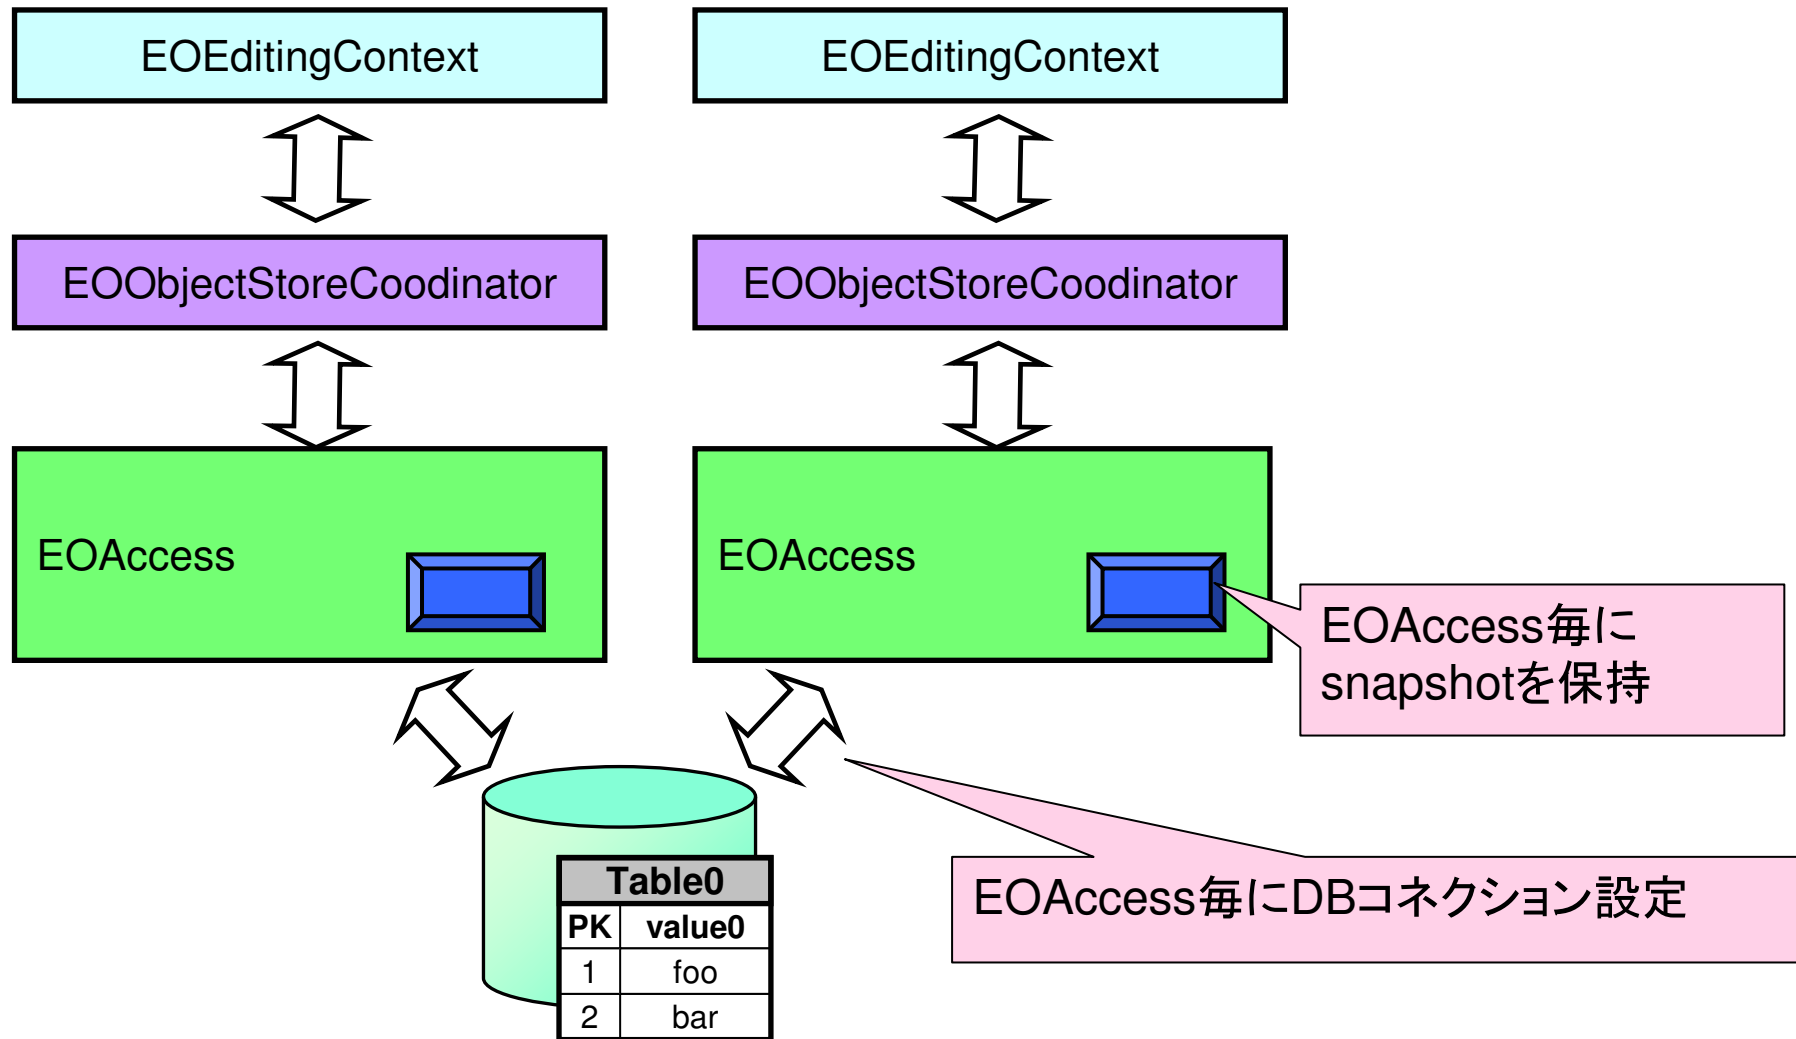 EOEditingContext
EOEditingContext
EOObjectStoreCoodinator
EOObjectStoreCoodinator
EOAccess
EOAccess
EOAccess毎に
snapshotを保持
EOAccess毎にDBコネクション設定
Table0
PK value0
1 foo
2 bar